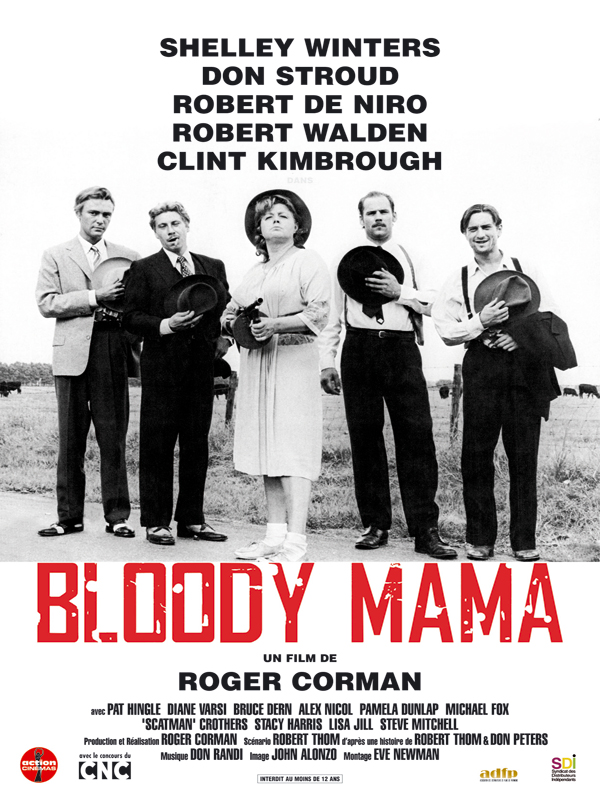 SHELLEY WINTERS
DON STROUD
ROBERT DE NIRO
ROBERT WALDEN
CLINT KIMBROUGH
DANS
BLOODY MAMA
UN FILM DE
ROGER CORMAN
avec PAT HINGLE DIANE VARSI BRUCE DERN ALEX NICOL PAMELA DUNLAP MICHAEL FOX
'SCATMAN' CROTHERS STACY HARRIS LISA JILL STEVE MITCHELL
Production et Réalisation ROGER CORMAN Scénario ROBERT THOM d'après une histoire de ROBERT THOM & DON PETERS
Musique DON RANDI Image JOHN ALONZO Montage EVE NEWMAN
action
CINÉMAS
avec le concours du
CNC
INTERDIT AU MOINS DE 12 ANS
adfp
SDI
Syndicat des
Distributeurs
Indépendants